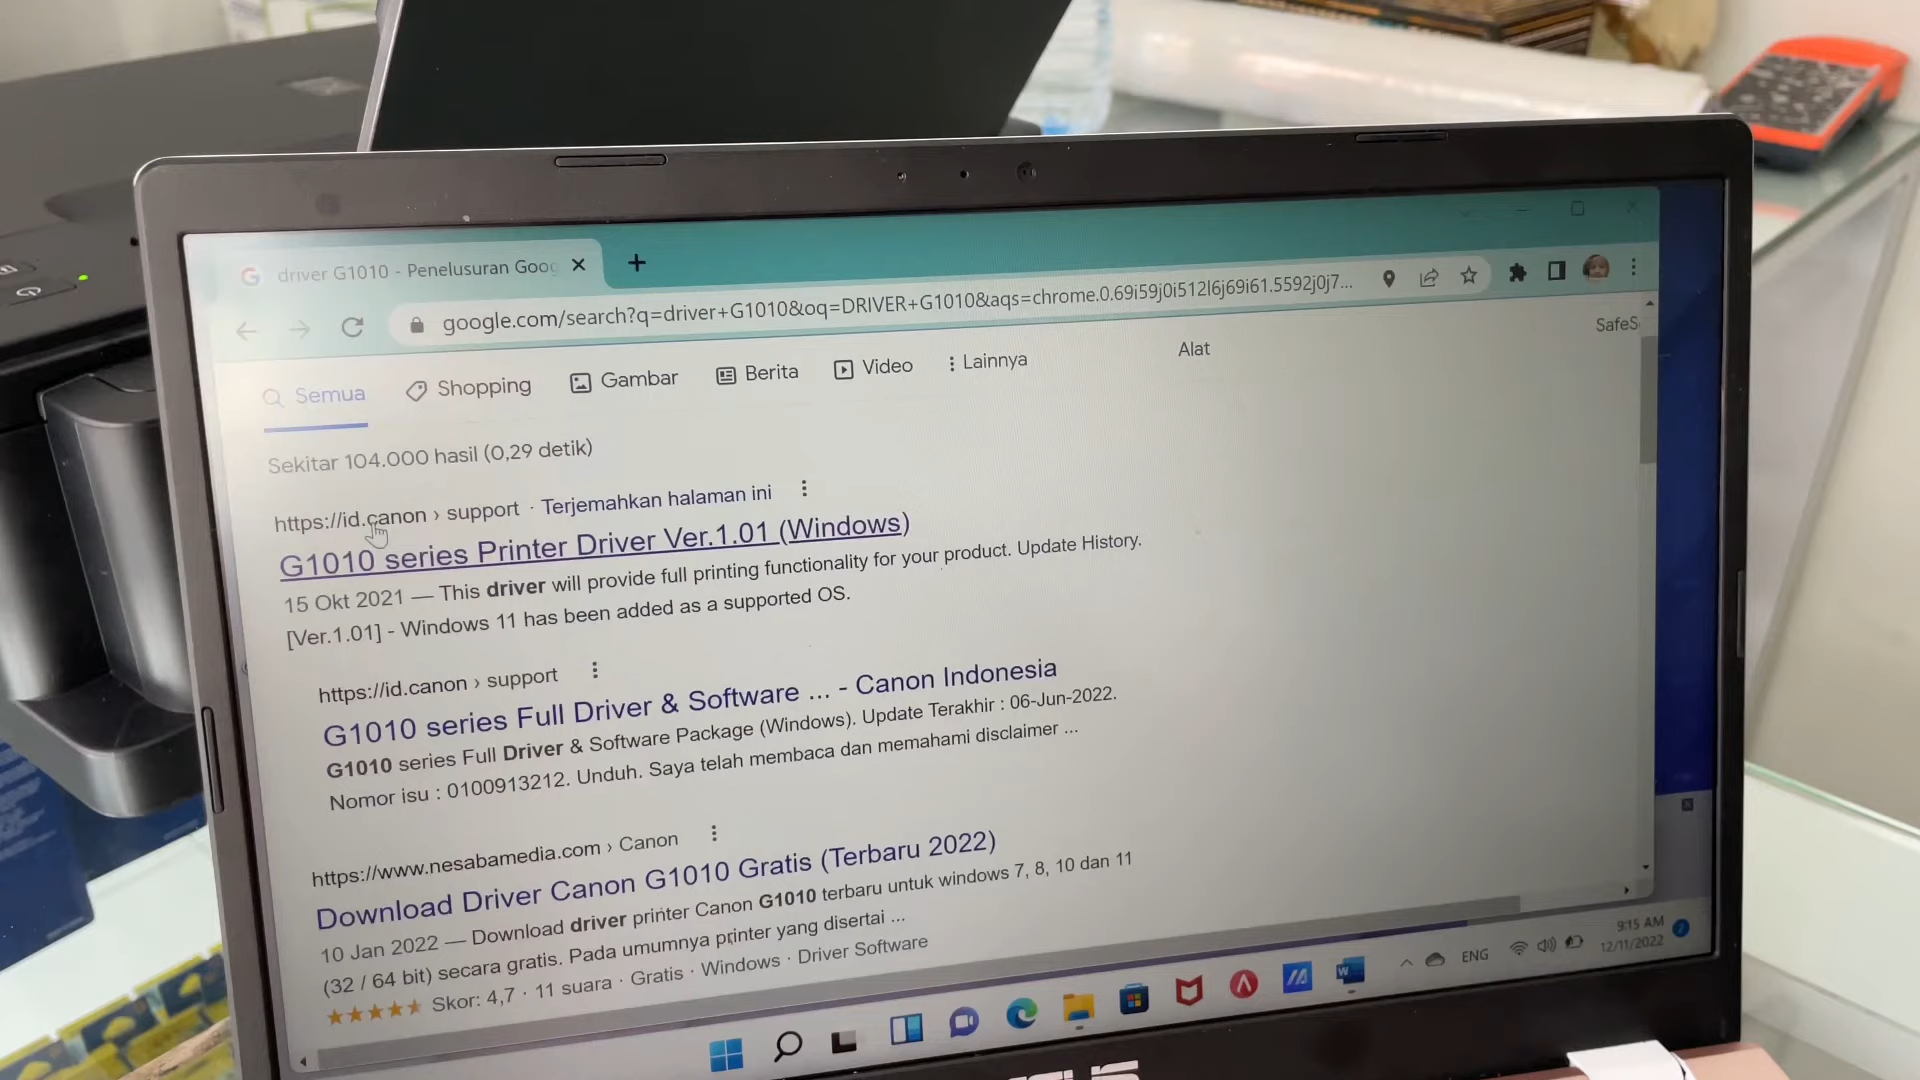 driver G1010 - Penelusuran Goog
google.com/search?q=driver+G1010&oq=DRIVER+G1010&aqs=chrome.0.69i59j0i512l6j69i61.5592j0j7...
SafeS
Semua Shopping Gambar Berita Video Lainnya Alat
Sekitar 104.000 hasil (0,29 detik)
https://id.canon › support · Terjemahkan halaman ini
G1010 series Printer Driver Ver.1.01 (Windows)
15 Okt 2021 — This driver will provide full printing functionality for your product. Update History.
[Ver.1.01] - Windows 11 has been added as a supported OS.
https://id.canon › support
G1010 series Full Driver & Software ... - Canon Indonesia
G1010 series Full Driver & Software Package (Windows). Update Terakhir : 06-Jun-2022.
Nomor isu : 0100913212. Unduh. Saya telah membaca dan memahami disclaimer ...
https://www.nesabamedia.com › Canon
Download Driver Canon G1010 Gratis (Terbaru 2022)
10 Jan 2022 — Download driver printer Canon G1010 terbaru untuk windows 7, 8, 10 dan 11
(32 / 64 bit) secara gratis. Pada umumnya printer yang disertai ...
Skor: 4,7 · 11 suara · Gratis · Windows · Driver Software
ENG
9:15 AM
12/11/2022
2